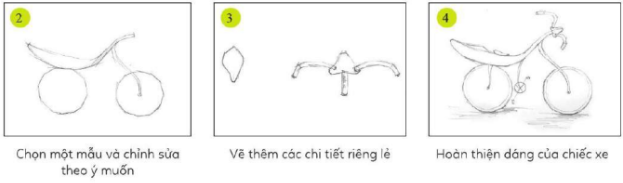 2
3
4
Chọn một mẫu và chỉnh sửa
theo ý muốn
Vẽ thêm các chi tiết riêng lẻ
Hoàn thiện dáng của chiếc xe